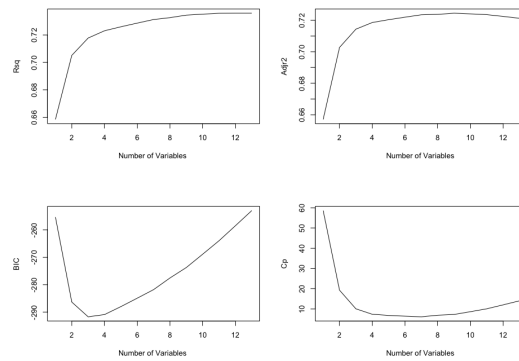 Rsq
0.72
0.70
0.68
0.66
2 4 6 8 10 12
Number of Variables
Adjr2
0.72
0.70
0.68
0.66
2 4 6 8 10 12
Number of Variables
BIC
-260
-270
-280
-290
2 4 6 8 10 12
Number of Variables
Cp
60
50
40
30
20
10
2 4 6 8 10 12
Number of Variables